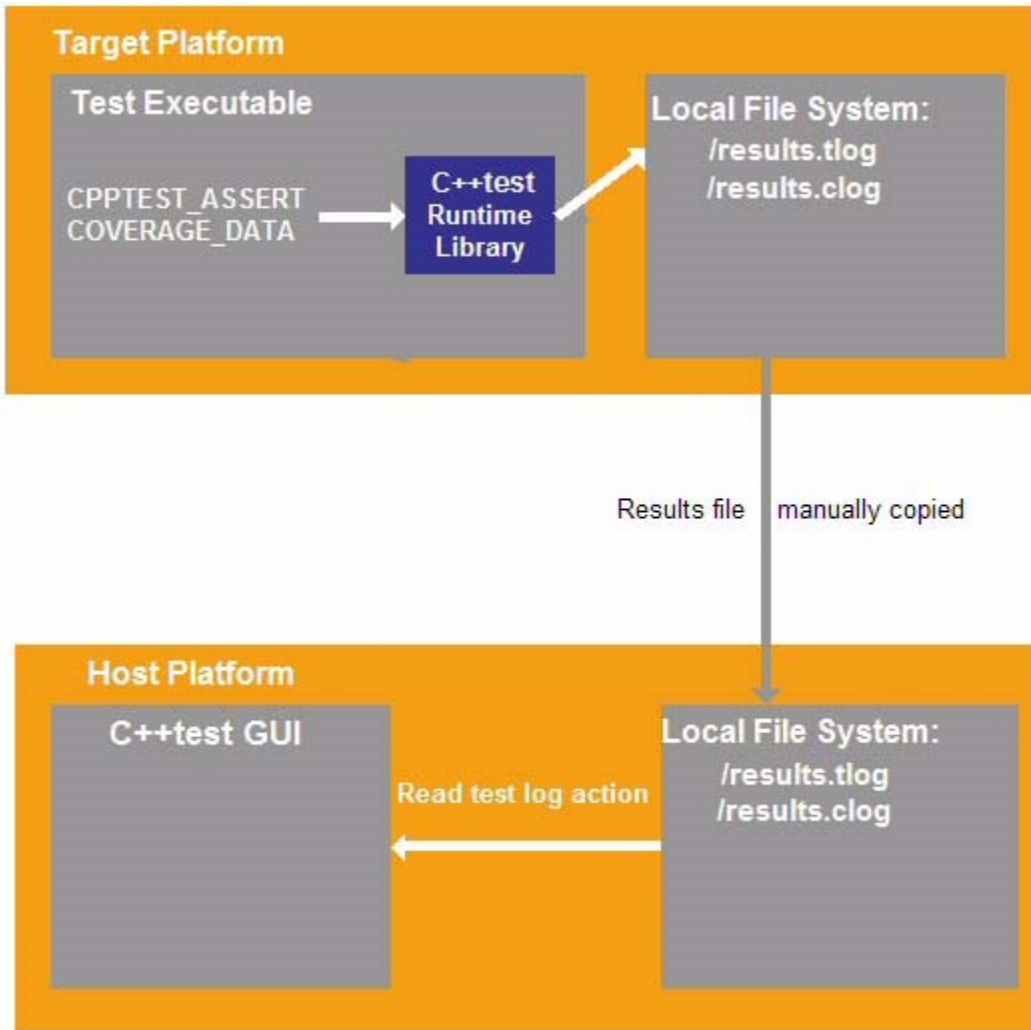 Target Platform
Test Executable
CPPTEST_ASSERT
COVERAGE_DATA
C++test
Runtime
Library
Local File System:
/results.tlog
/results.clog
Results file manually copied
Host Platform
C++test GUI
Read test log action
Local File System:
/results.tlog
/results.clog